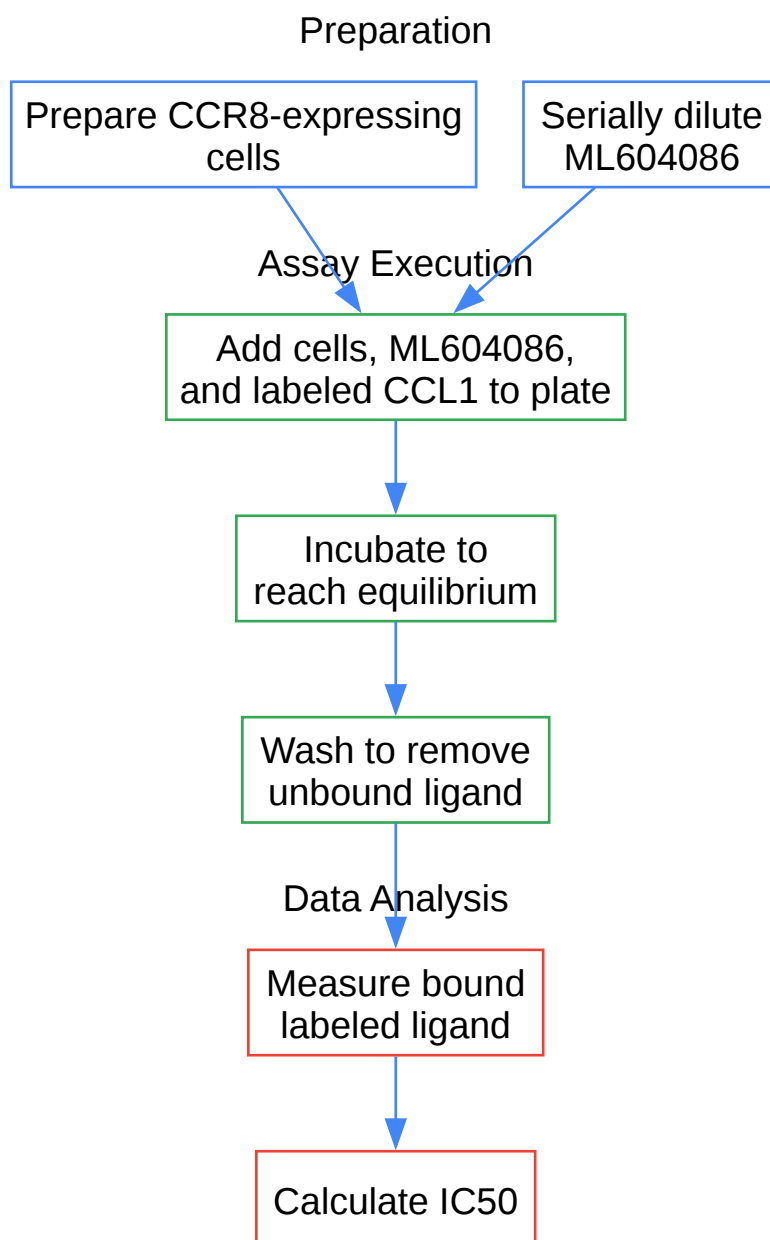 Preparation
Prepare CCR8-expressing
cells
Serially dilute
ML604086
Assay Execution
Add cells, ML604086,
and labeled CCL1 to plate
Incubate to
reach equilibrium
Wash to remove
unbound ligand
Data Analysis
Measure bound
labeled ligand
Calculate IC50